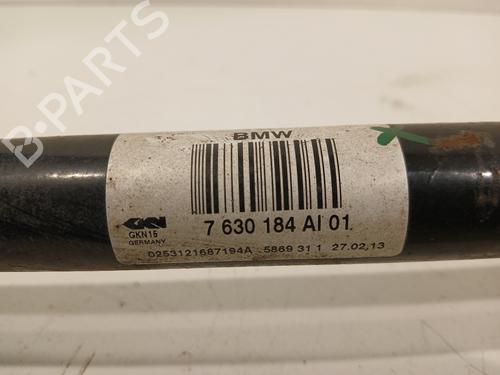 BMW
7 630 184 AI 01
GKN
GKN15
GERMANY
0253121687194A 5869 31 1 27.02.13
B-PARTS